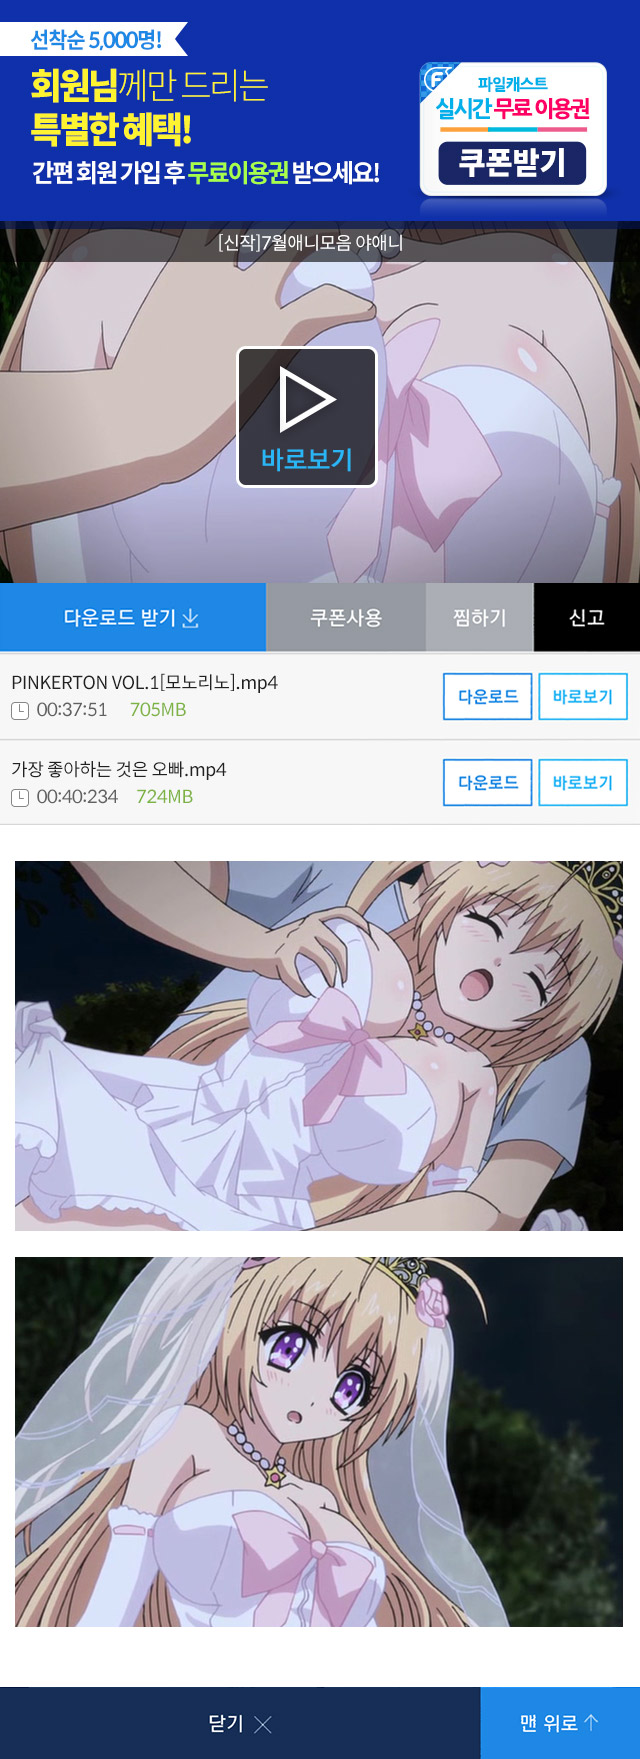 선착순 5,000명!
회원님께만 드리는
특별한 혜택!
간편 회원 가입 후 무료이용권 받으세요!
파일캐스트
실시간 무료 이용권
쿠폰받기
[신작]7월애니모음 야애니
바로보기
다운로드 받기
쿠폰사용
찜하기
신고
PINKERTON VOL.1[모노리노].mp4
00:37:51 705MB
다운로드
바로보기
가장 좋아하는 것은 오빠.mp4
00:40:234 724MB
다운로드
바로보기
닫기
맨 위로